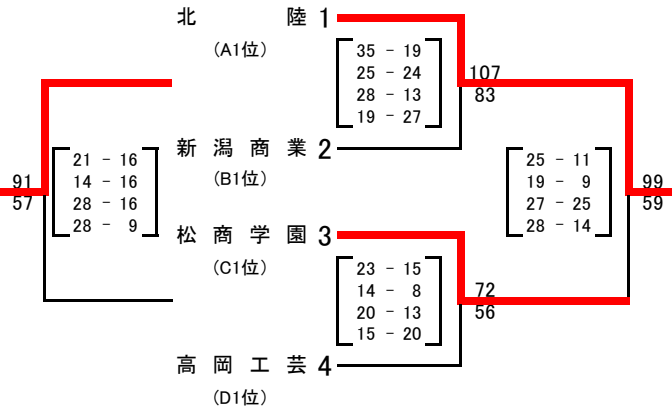 北 陸 1
(A1位)
35 - 19
25 - 24
28 - 13
19 - 27
107
83
新 潟 商 業 2
(B1位)
21 - 16
14 - 16
28 - 16
28 - 9
91
57
25 - 11
19 - 9
27 - 25
28 - 14
99
59
松 商 学 園 3
(C1位)
23 - 15
14 - 8
20 - 13
15 - 20
72
56
高 岡 工 芸 4
(D1位)